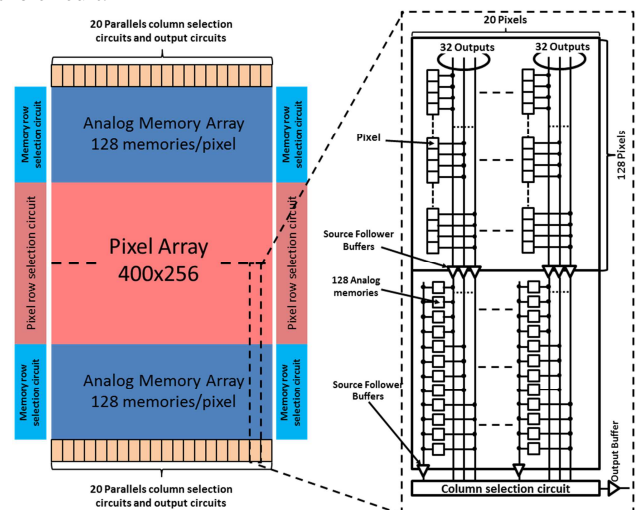 20 Parallels column selection
circuits and output circuits
Memory row
selection circuit
Analog Memory Array
128 memories/pixel
Memory row
selection circuit
Pixel row selection circuit
Pixel Array
400x256
Pixel row selection circuit
Memory row
selection circuit
Analog Memory Array
128 memories/pixel
Memory row
selection circuit
20 Parallels column selection
circuits and output circuits
20 Pixels
32 Outputs
32 Outputs
Pixel
128 Pixels
Source Follower
Buffers
128 Analog
memories
Source Follower
Buffers
Output Buffer
Column selection circuit